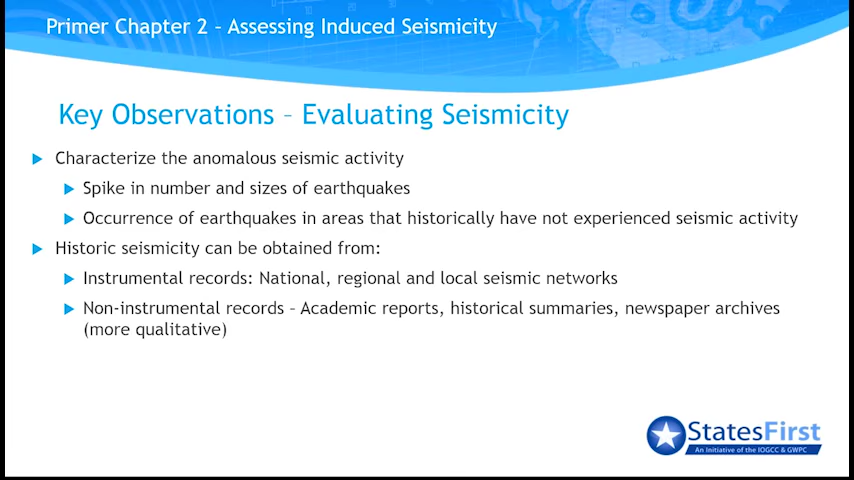 Primer Chapter 2 – Assessing Induced Seismicity
Key Observations – Evaluating Seismicity
Characterize the anomalous seismic activity
Spike in number and sizes of earthquakes
Occurrence of earthquakes in areas that historically have not experienced seismic activity
Historic seismicity can be obtained from:
Instrumental records: National, regional and local seismic networks
Non-instrumental records – Academic reports, historical summaries, newspaper archives
(more qualitative)
StatesFirst
An Initiative of the IOGCC & GWPC